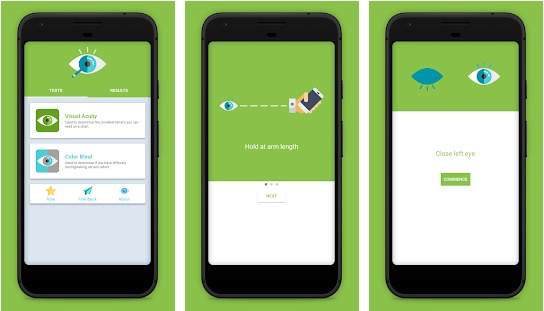 TESTS
RESULTS
Visual Acuity
Used to determine the smallest letters you can
read on a chart.
Color Blind
Used to determine if you have difficulty
distinguishing certain colors.
Rate
Feedback
About
Hold at arm length
NEXT
Close left eye
COMMENCE